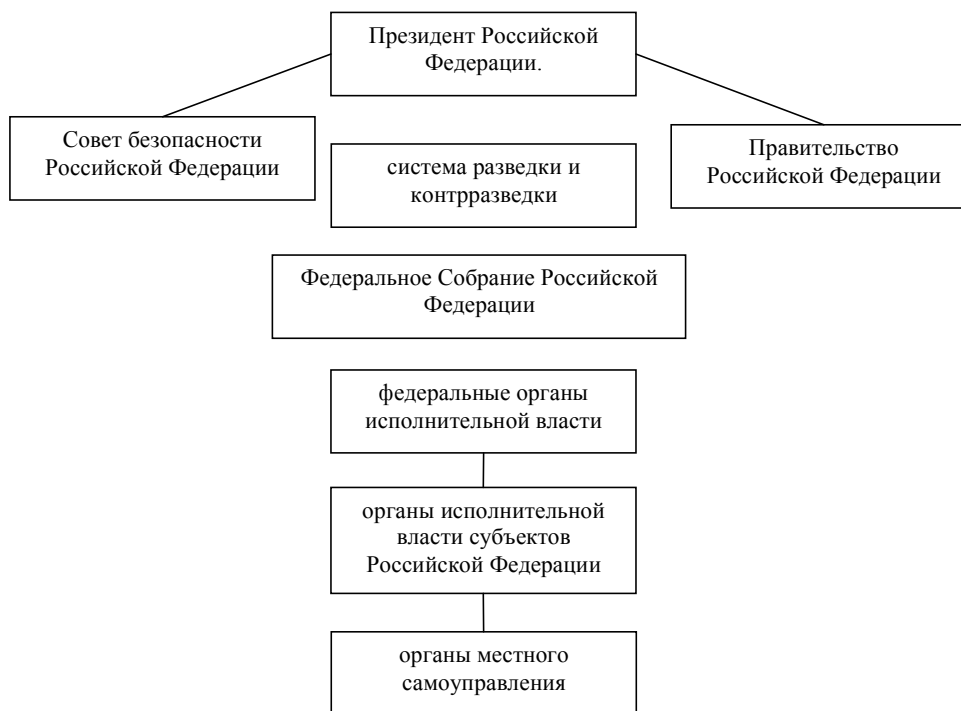 Президент Российской
Федерации.
Совет безопасности
Российской Федерации
система разведки и
контрразведки
Правительство
Российской Федерации
Федеральное Собрание Российской
Федерации
федеральные органы
исполнительной власти
органы исполнительной
власти субъектов
Российской Федерации
органы местного
самоуправления